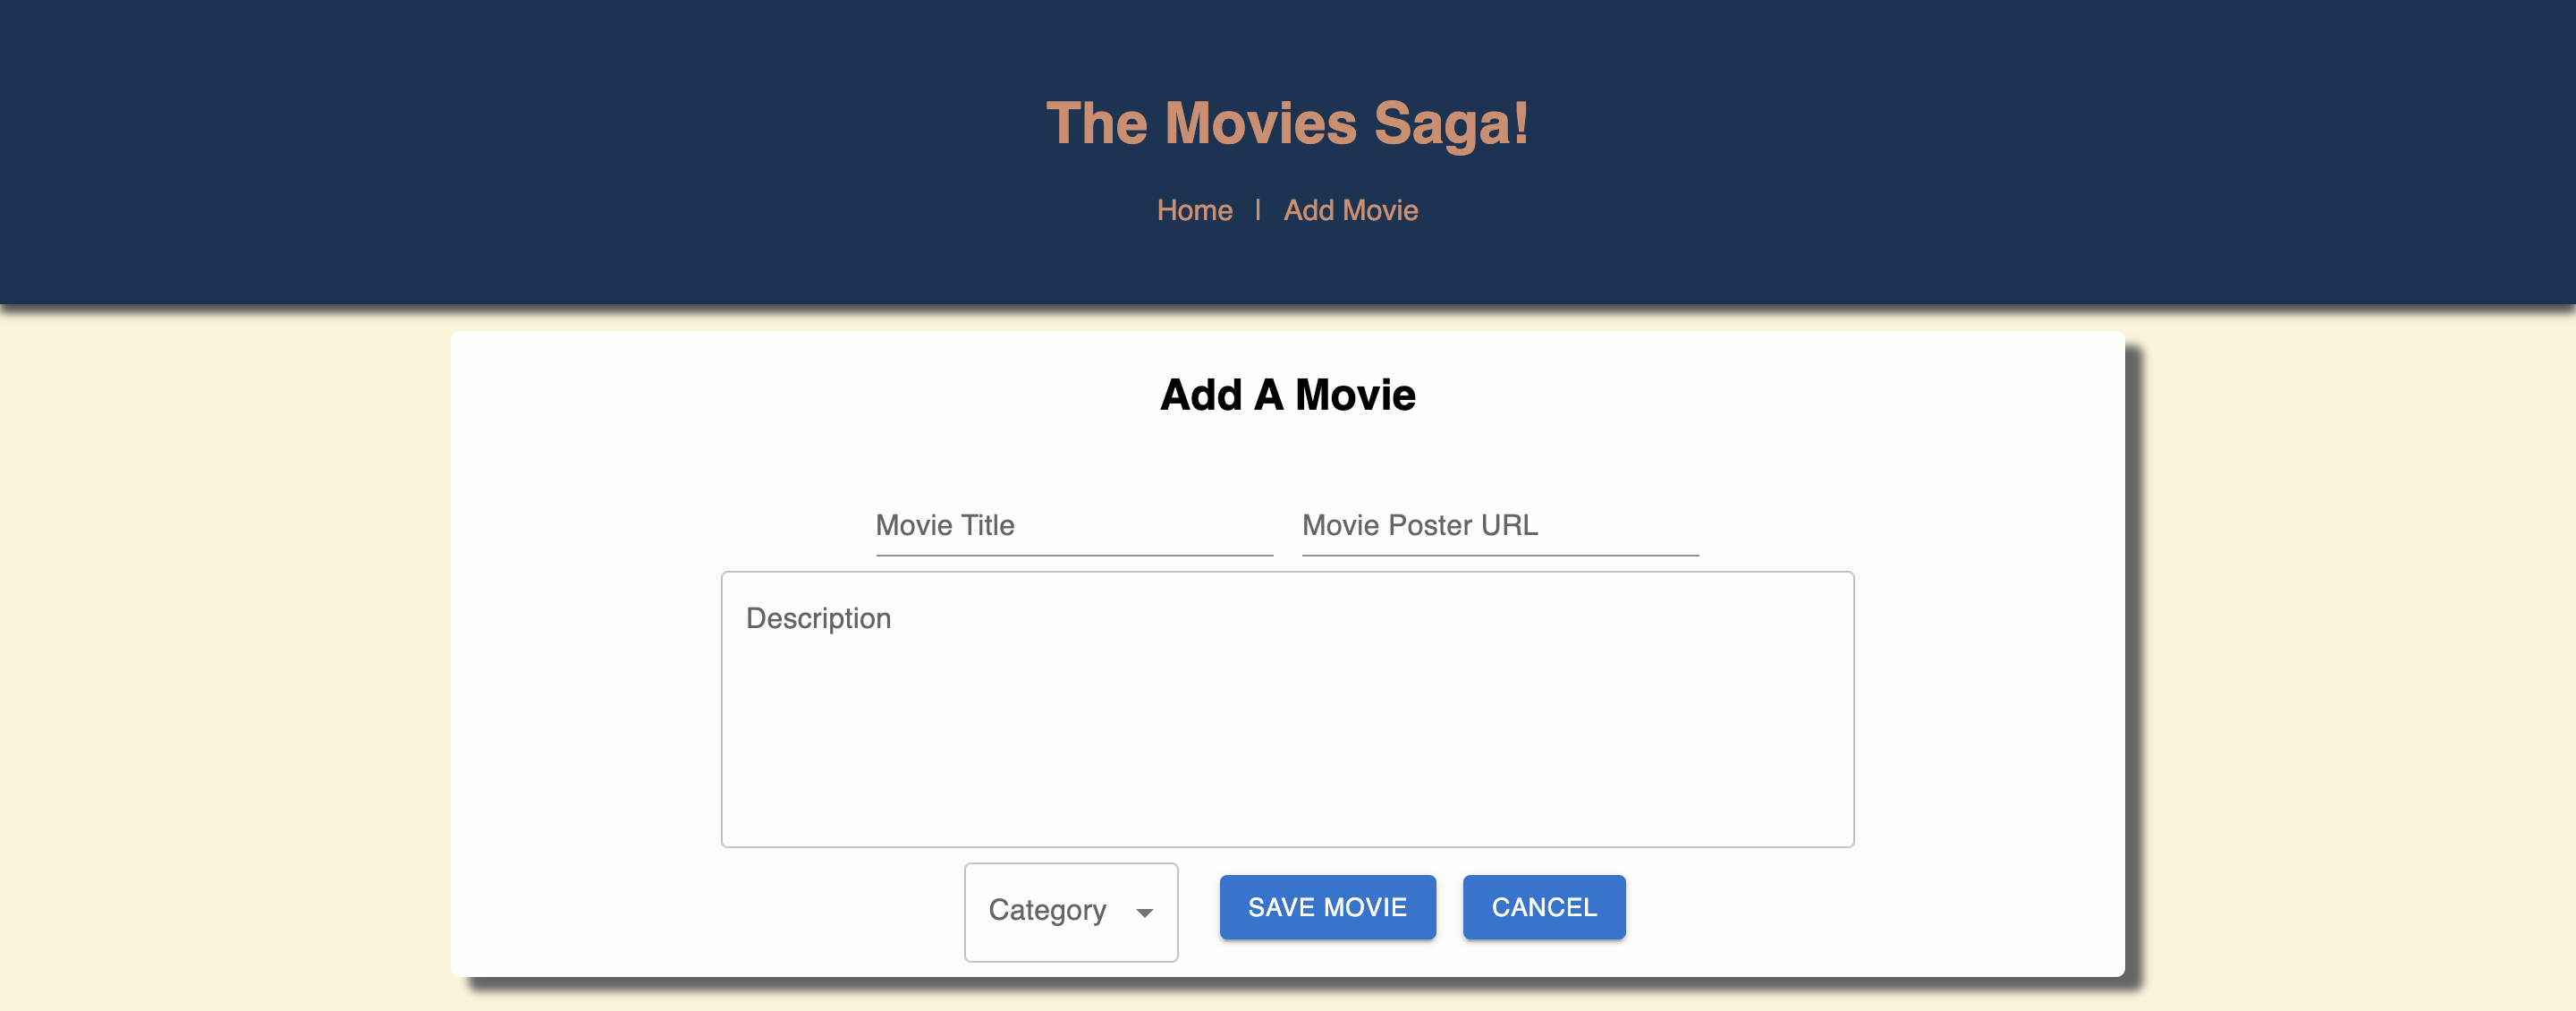 The Movies Saga!
Home | Add Movie
Add A Movie
Movie Title Movie Poster URL
Description
Category SAVE MOVIE CANCEL